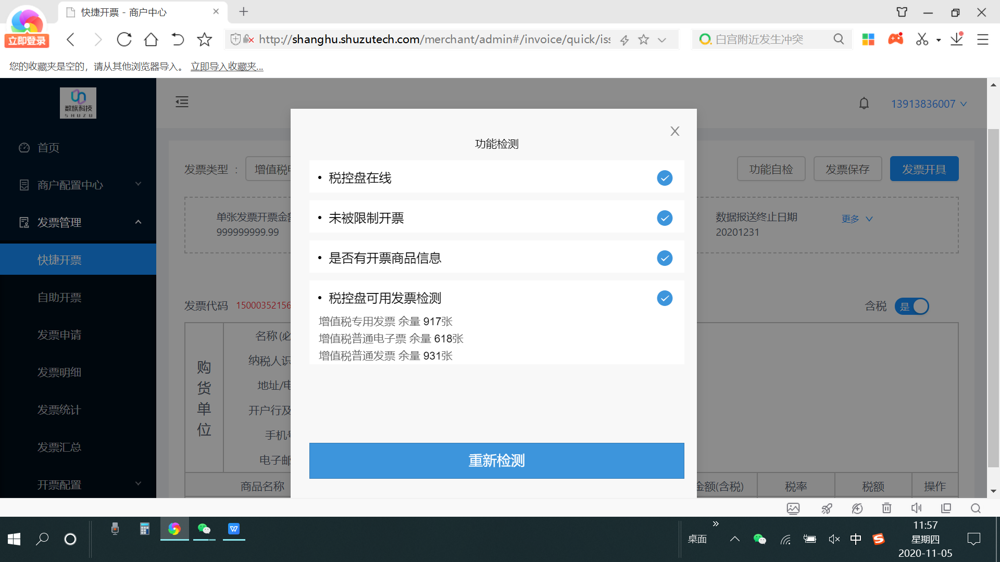 快捷开票 - 商户中心
立即登录
http://shanghu.shuzutech.com/merchant/admin#/invoice/quick/iss
白宫附近发生冲突
您的收藏夹是空的，请从其他浏览器导入。 立即导入收藏夹...
数族科技
SHUZU
13913836007
首页
商户配置中心
发票管理
快捷开票
自助开票
发票申请
发票明细
发票统计
发票汇总
开票配置
发票类型 ：
增值税
功能自检
发票保存
发票开具
单张发票开票金
999999999.99
数据报送终止日期
20201231
更多
发票代码 15000352156
含税 是
购货单位
名称(必
纳税人识
地址/电
开户行及
手机号
电子邮
商品名称
金额(含税)
税率
税额
操作
功能检测
• 税控盘在线
• 未被限制开票
• 是否有开票商品信息
• 税控盘可用发票检测
增值税专用发票 余量 917张
增值税普通电子票 余量 618张
增值税普通发票 余量 931张
重新检测
桌面
中
11:57
星期四
2020-11-05